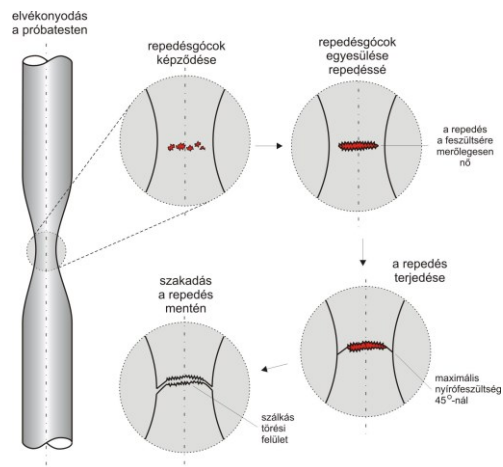 elvékonyodás
a próbatesten
repedésgócok
képződése
repedésgócok
egyesülése
repedéssé
a repedés
a feszültsére
merőlegesen
nő
a repedés
terjedése
maximális
nyírófeszültség
45°-nál
szakadás
a repedés
mentén
szálkás
törési
felület